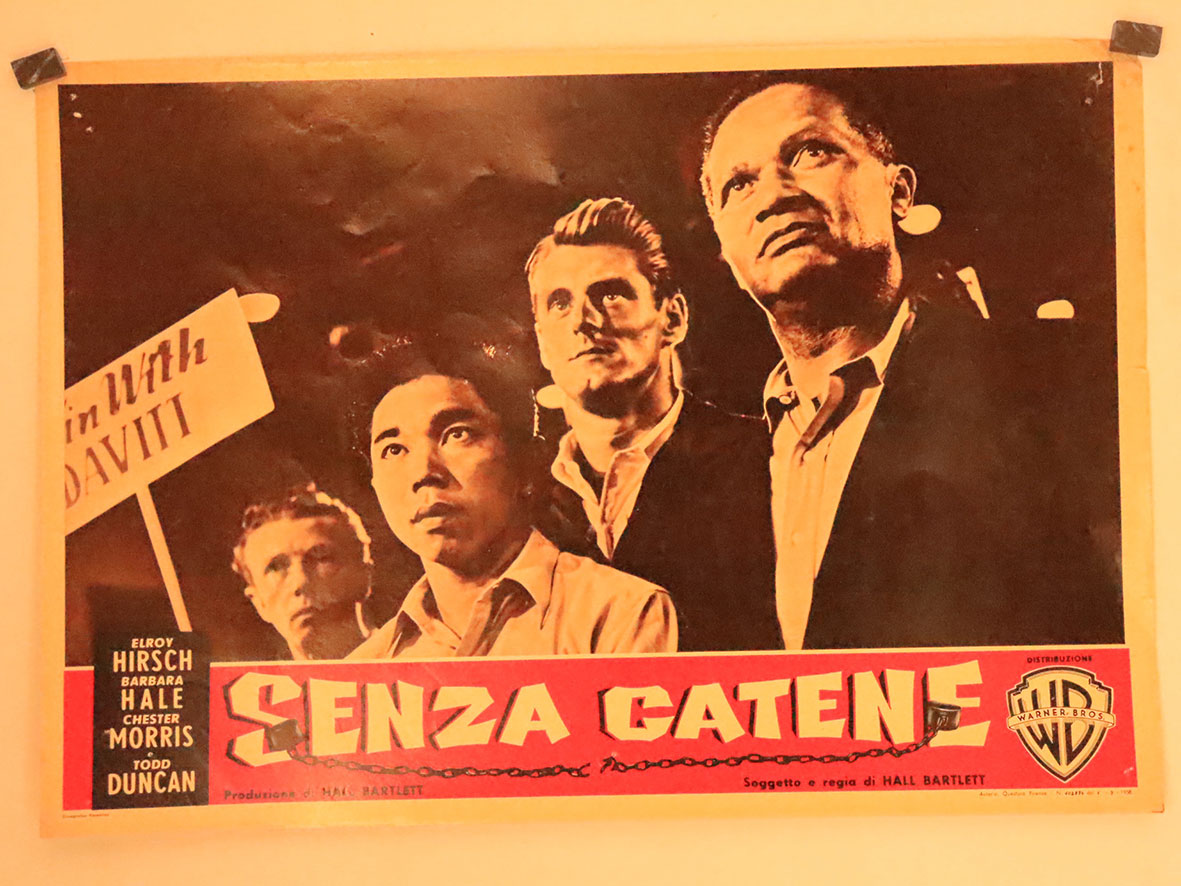 in With
DAVIII
ELROY
HIRSCH
BARBARA
HALE
CHESTER
MORRIS
e
TODD
DUNCAN
SENZA CATENE
DISTRIBUZIONE
WB
WARNER BROS.
Produzione di HALL BARTLETT
Soggetto e regia di HALL BARTLETT